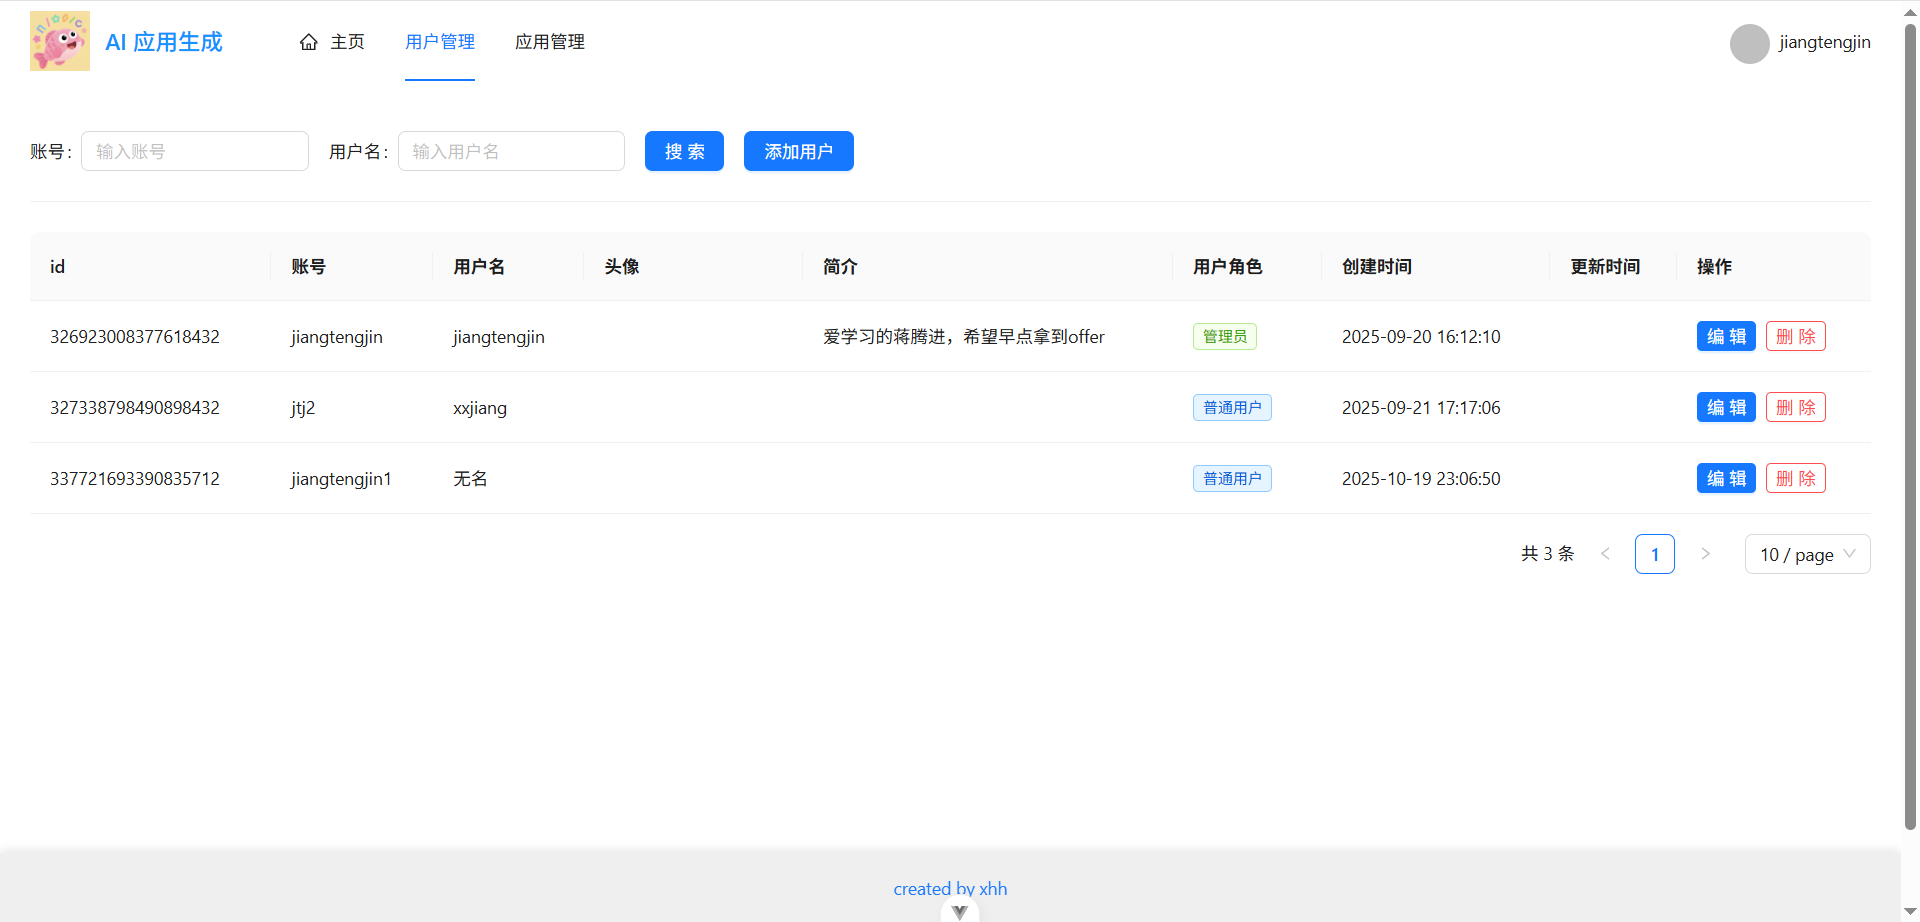 AI 应用生成 主页 用户管理 应用管理 jiangtengjin
账号: 输入账号 用户名: 输入用户名 搜 索 添加用户
id 账号 用户名 头像 简介 用户角色 创建时间 更新时间 操作
326923008377618432 jiangtengjin jiangtengjin 爱学习的蒋腾进，希望早点拿到offer 管理员 2025-09-20 16:12:10 编 辑 删 除
327338798490898432 jtj2 xxjiang 普通用户 2025-09-21 17:17:06 编 辑 删 除
337721693390835712 jiangtengjin1 无名 普通用户 2025-10-19 23:06:50 编 辑 删 除
共 3 条 < 1 > 10 / page
created by xhh